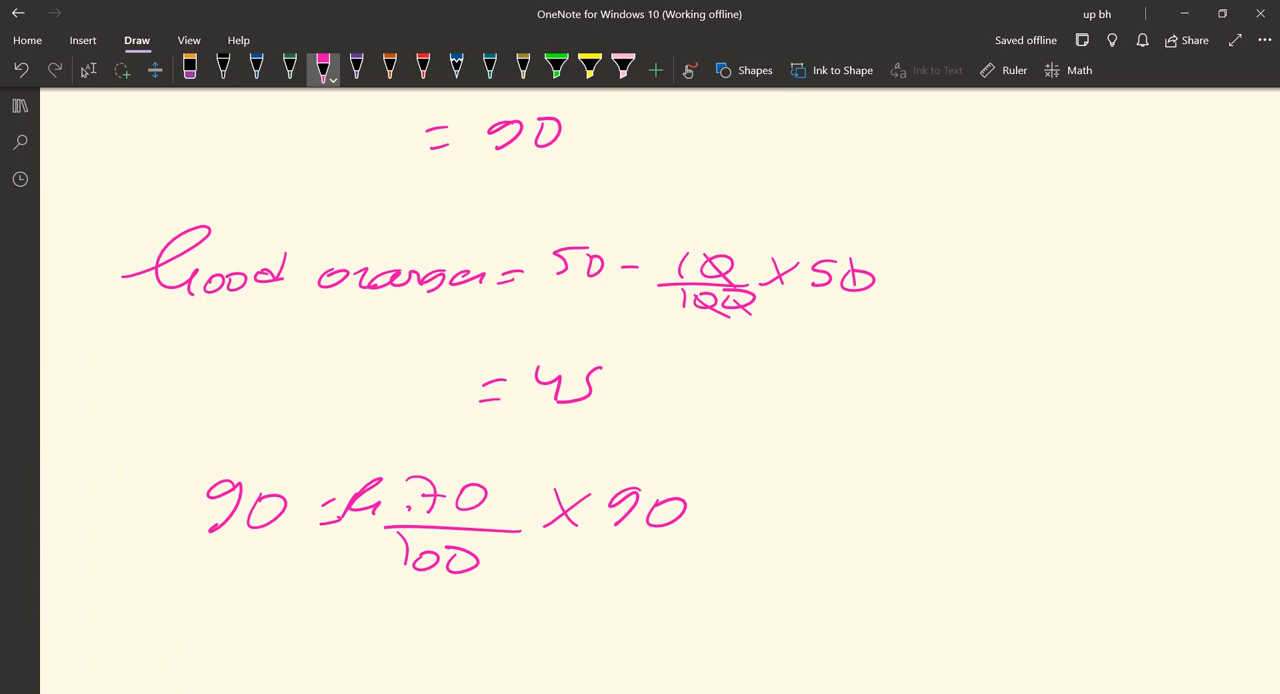 OneNote for Windows 10 (Working offline)
up bh
Home Insert Draw View Help
Saved offline
Share
Shapes
Ink to Shape
Ink to Text
Ruler
Math
= 90
Good oranges = 50 - 10/100 × 50
= 45
90 = 70/100 × 90